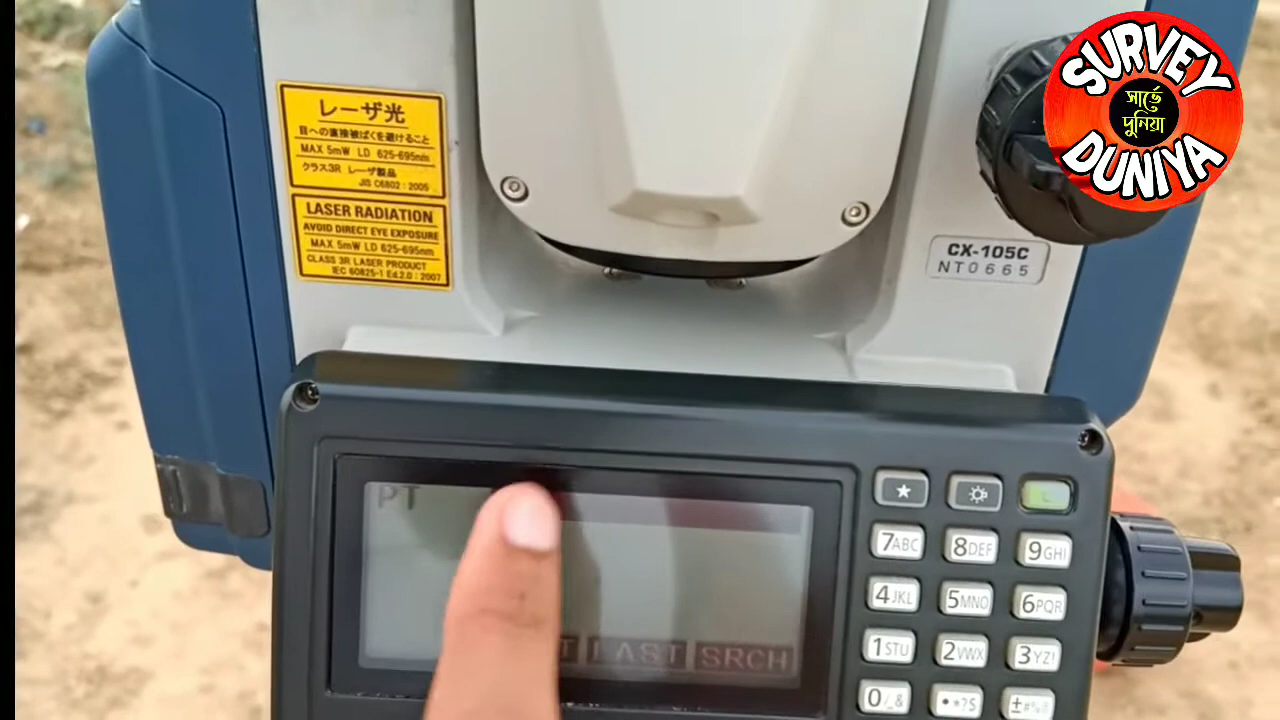 レーザ光
目への直接被ばくを避けること
MAX 5mW LD 625-695nm
クラス3R レーザ製品
JIS C6802 : 2005
LASER RADIATION
AVOID DIRECT EYE EXPOSURE
MAX 5mW LD 625-695nm
CLASS 3R LASER PRODUCT
IEC 60825-1 Ed.2.0 : 2007
SURVEY
সার্ভে
দুনিয়া
DUNIYA
CX-105C
NT0665
PT
T LAST SRCH
7ABC 8DEF 9GHI
4JKL 5MNO 6PQR
1STU 2VWX 3YZ!
0/_& •*?$ ±#%@